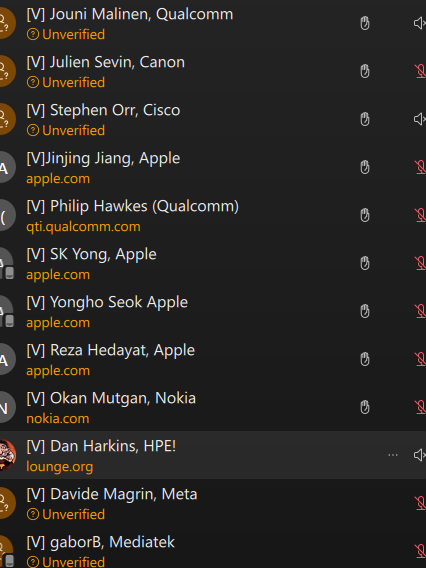 [V] Jouni Malinen, Qualcomm
Unverified
[V] Julien Sevin, Canon
Unverified
[V] Stephen Orr, Cisco
Unverified
[V]Jinjing Jiang, Apple
A
apple.com
[V] Philip Hawkes (Qualcomm)
(
qti.qualcomm.com
[V] SK Yong, Apple
apple.com
[V] Yongho Seok Apple
apple.com
[V] Reza Hedayat, Apple
A
apple.com
[V] Okan Mutgan, Nokia
N
nokia.com
[V] Dan Harkins, HPE!
lounge.org
[V] Davide Magrin, Meta
Unverified
[V] gaborB, Mediatek
Unverified